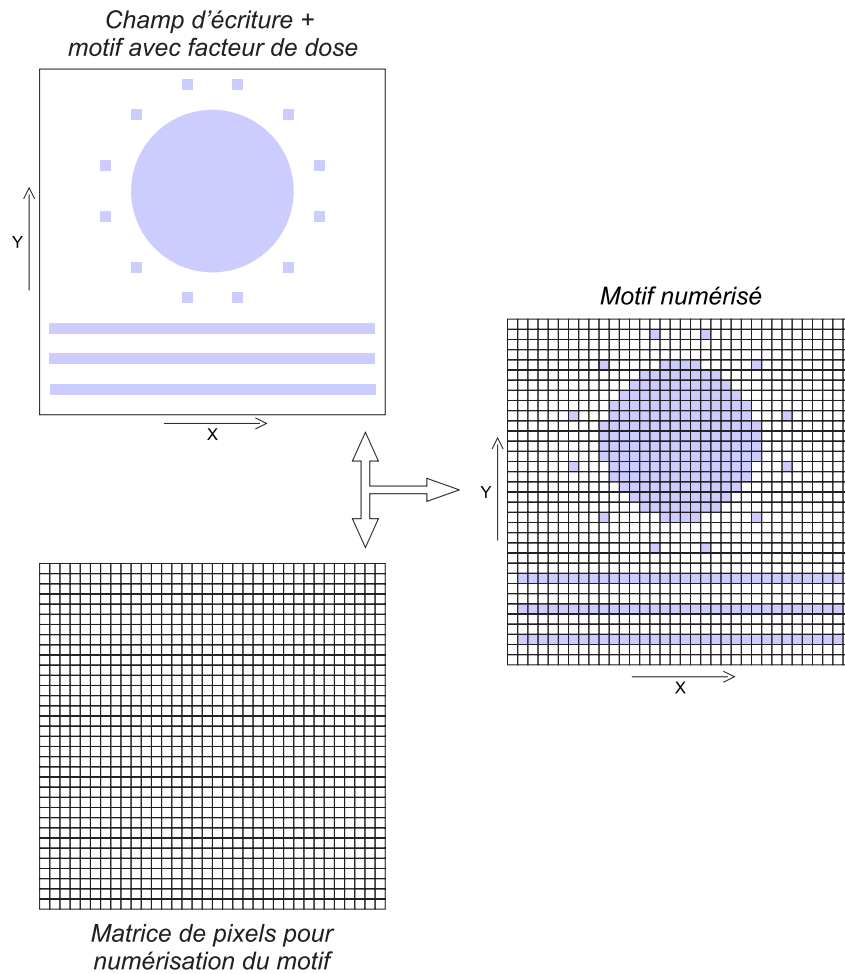 Champ d'écriture +
motif avec facteur de dose
Y
X
Motif numérisé
Y
X
Matrice de pixels pour
numérisation du motif